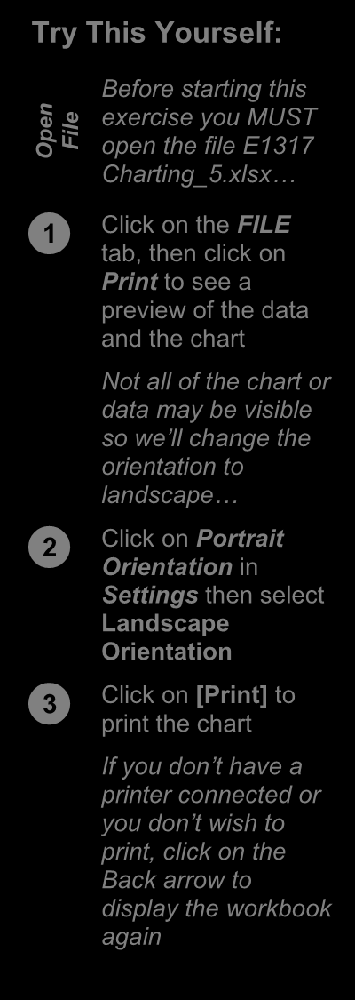 Try This Yourself:
Open
File
Before starting this
exercise you MUST
open the file E1317
Charting_5.xlsx…
1
Click on the FILE
tab, then click on
Print to see a
preview of the data
and the chart
Not all of the chart or
data may be visible
so we’ll change the
orientation to
landscape…
2
Click on Portrait
Orientation in
Settings then select
Landscape
Orientation
3
Click on [Print] to
print the chart
If you don’t have a
printer connected or
you don’t wish to
print, click on the
Back arrow to
display the workbook
again